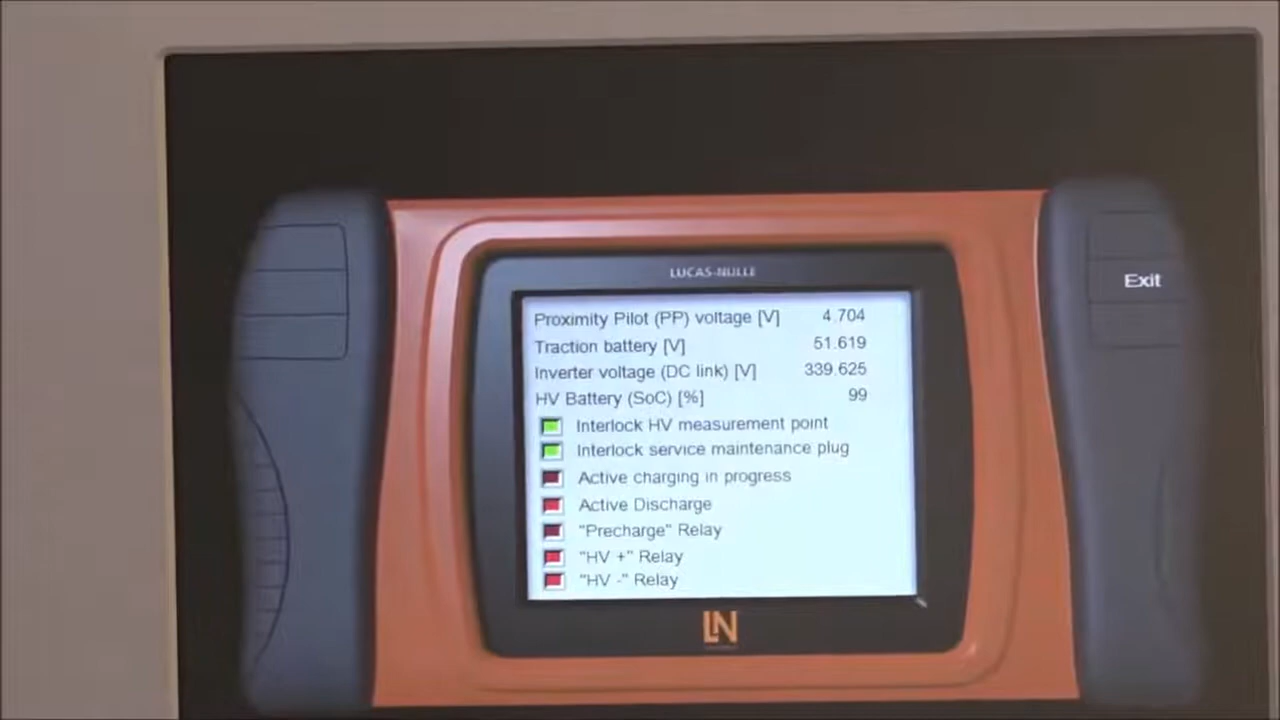 LUCAS-NÜLLE
Proximity Pilot (PP) voltage [V] 4.704
Traction battery [V] 51.619
Inverter voltage (DC link) [V] 339.625
HV Battery (SoC) [%] 99
Interlock HV measurement point
Interlock service maintenance plug
Active charging in progress
Active Discharge
"Precharge" Relay
"HV +" Relay
"HV -" Relay
Exit
LN